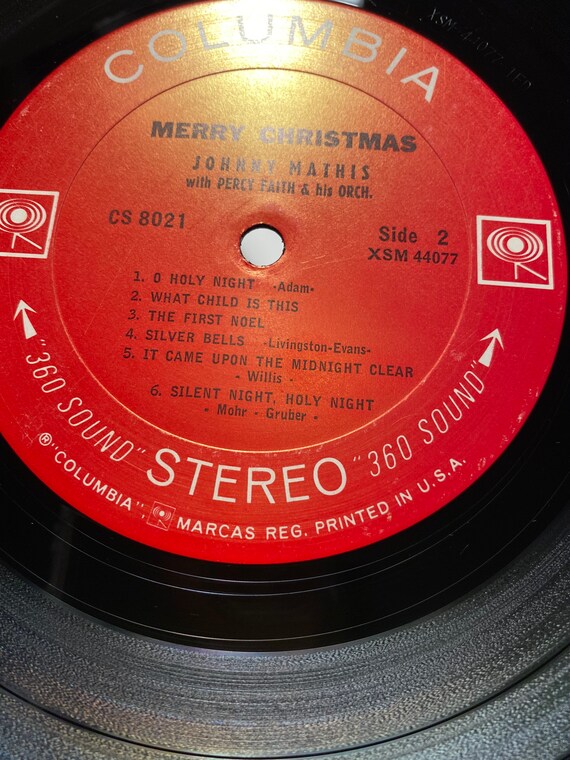 COLUMBIA
MERRY CHRISTMAS
JOHNNY MATHIS
with PERCY FAITH & his ORCH.
CS 8021
Side 2
XSM 44077
1. O HOLY NIGHT -Adam-
2. WHAT CHILD IS THIS
3. THE FIRST NOEL
4. SILVER BELLS -Livingston-Evans-
5. IT CAME UPON THE MIDNIGHT CLEAR
- Willis -
6. SILENT NIGHT, HOLY NIGHT
- Mohr - Gruber -
"360 SOUND" STEREO "360 SOUND"
® "COLUMBIA", MARCAS REG. PRINTED IN U.S.A.
XSM 44077